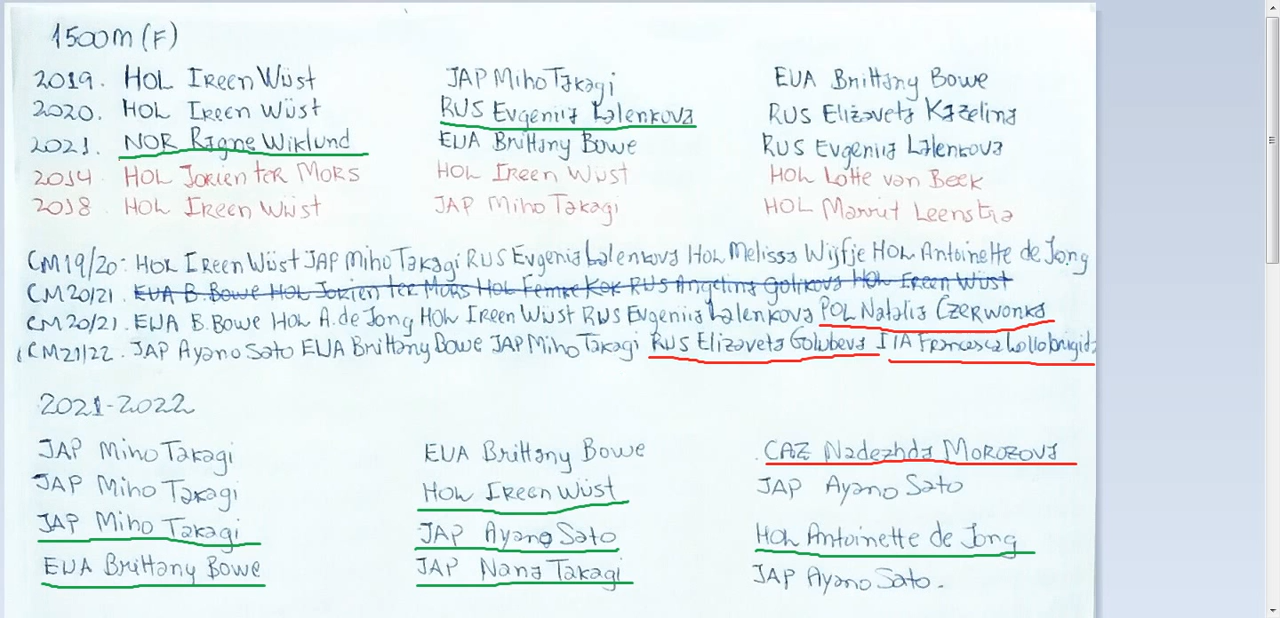 1500m (F)
2019. HOL Ireen Wüst JAP Miho Takagi EUA Brittany Bowe
2020. HOL Ireen Wüst RUS Evgeniia Lalenkova RUS Elizaveta Kazelina
2021. NOR Ragne Wiklund EUA Brittany Bowe RUS Evgeniia Lalenkova
2014 HOL Jorien ter Mors HOL Ireen Wüst HOL Lotte van Beek
2018 HOL Ireen Wüst JAP Miho Takagi HOL Marrit Leenstra
CM19/20: HOL Ireen Wüst JAP Miho Takagi RUS Evgenia Lalenkova HOL Melissa Wijfje HOL Antoinette de Jong
CM20/21. EUA B. Bowe HOL Jorien ter Mors HOL Femke Kok RUS Angelina Golikova HOL Ireen Wüst
CM20/21. EUA B. Bowe HOL A. de Jong HOL Ireen Wüst RUS Evgeniia Lalenkova POL Natalia Czerwonka
CM21/22. JAP Ayano Sato EUA Brittany Bowe JAP Miho Takagi RUS Elizaveta Golubeva ITA Francesca Lollobrigida
2021-2022
JAP Miho Takagi EUA Brittany Bowe CAZ Nadezhda Morozova
JAP Miho Takagi HOL Ireen Wüst JAP Ayano Sato
JAP Miho Takagi JAP Ayano Sato HOL Antoinette de Jong
EUA Brittany Bowe JAP Nana Takagi JAP Ayano Sato.